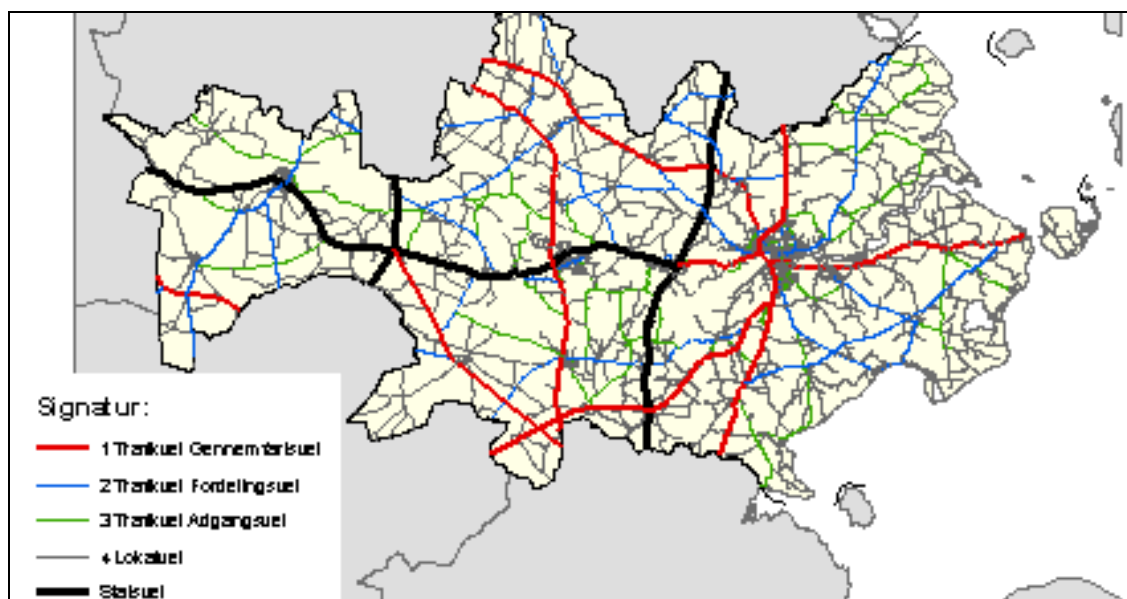 Signatur:
1 Trafikvej Gennemfartsvej
2 Trafikvej Fordelingsvej
3 Trafikvej Adgangsvej
4 Lokalvej
Statsvej